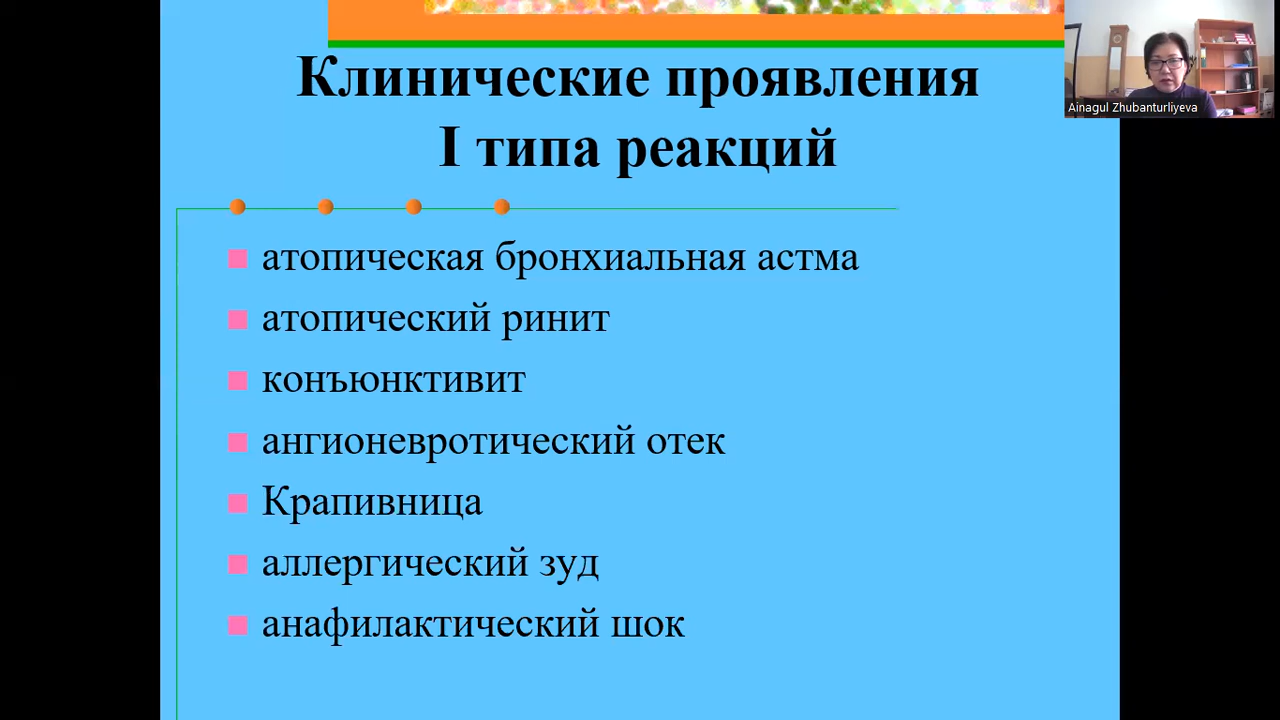 Клинические проявления
I типа реакций
Ainagul Zhubanturliyeva
атопическая бронхиальная астма
атопический ринит
конъюнктивит
ангионевротический отек
Крапивница
аллергический зуд
анафилактический шок